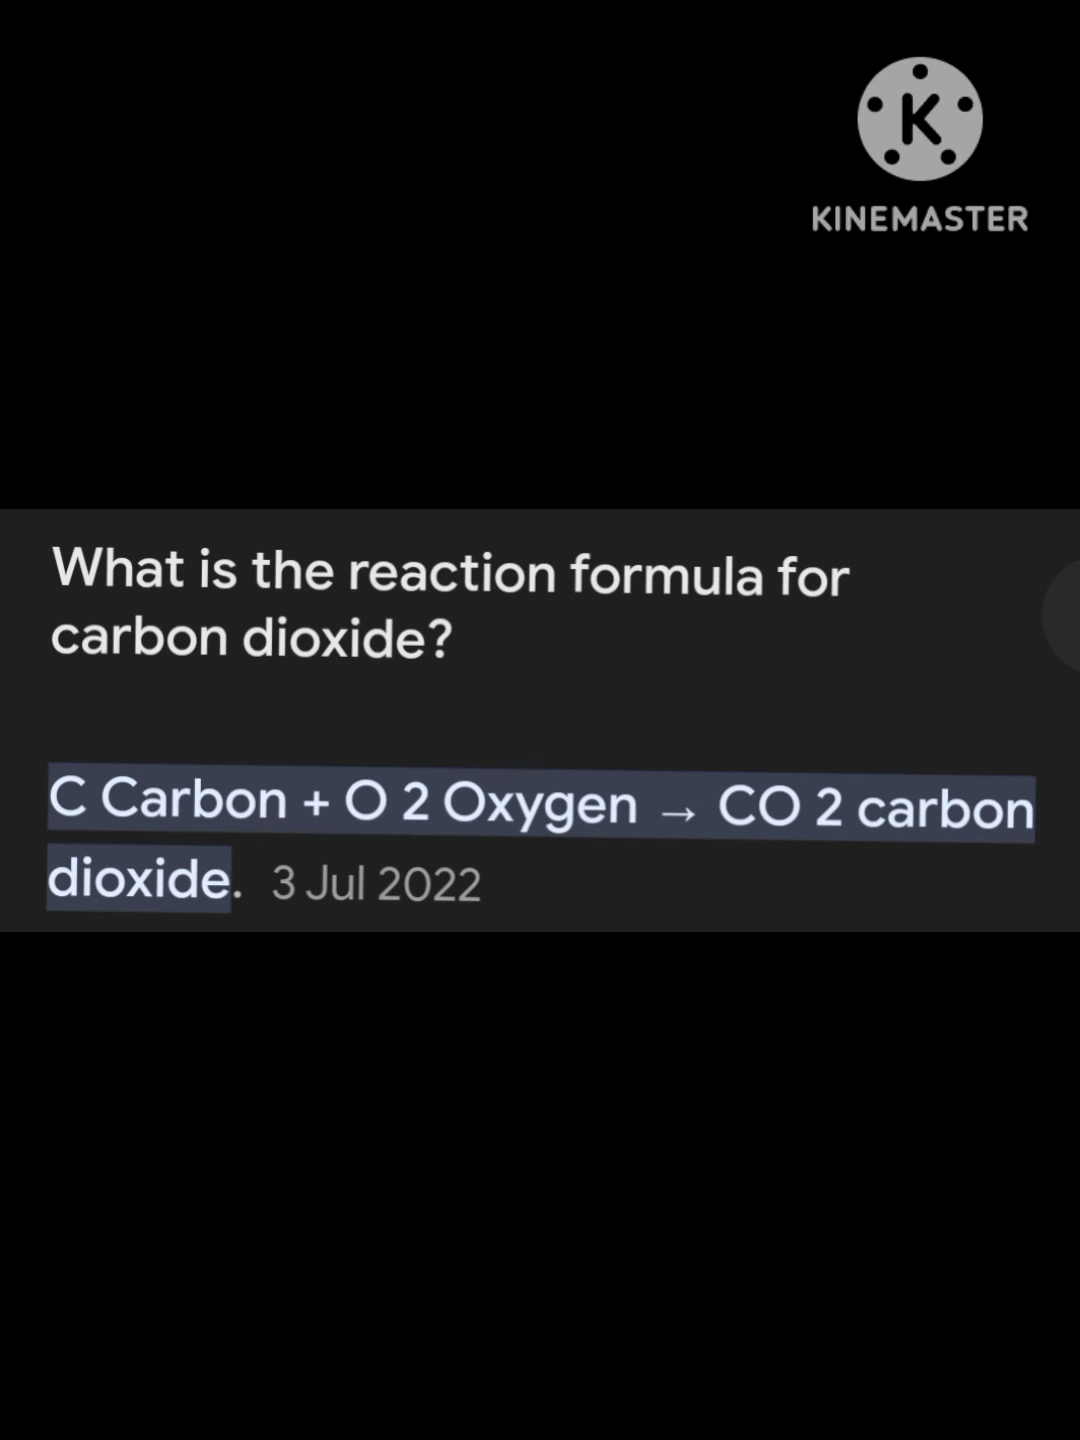 K
KINEMASTER
What is the reaction formula for
carbon dioxide?
C Carbon + O 2 Oxygen → CO 2 carbon
dioxide. 3 Jul 2022